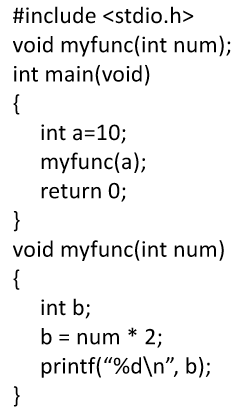 #include <stdio.h>
void myfunc(int num);
int main(void)
{
int a=10;
myfunc(a);
return 0;
}
void myfunc(int num)
{
int b;
b = num * 2;
printf(“%d\n”, b);
}